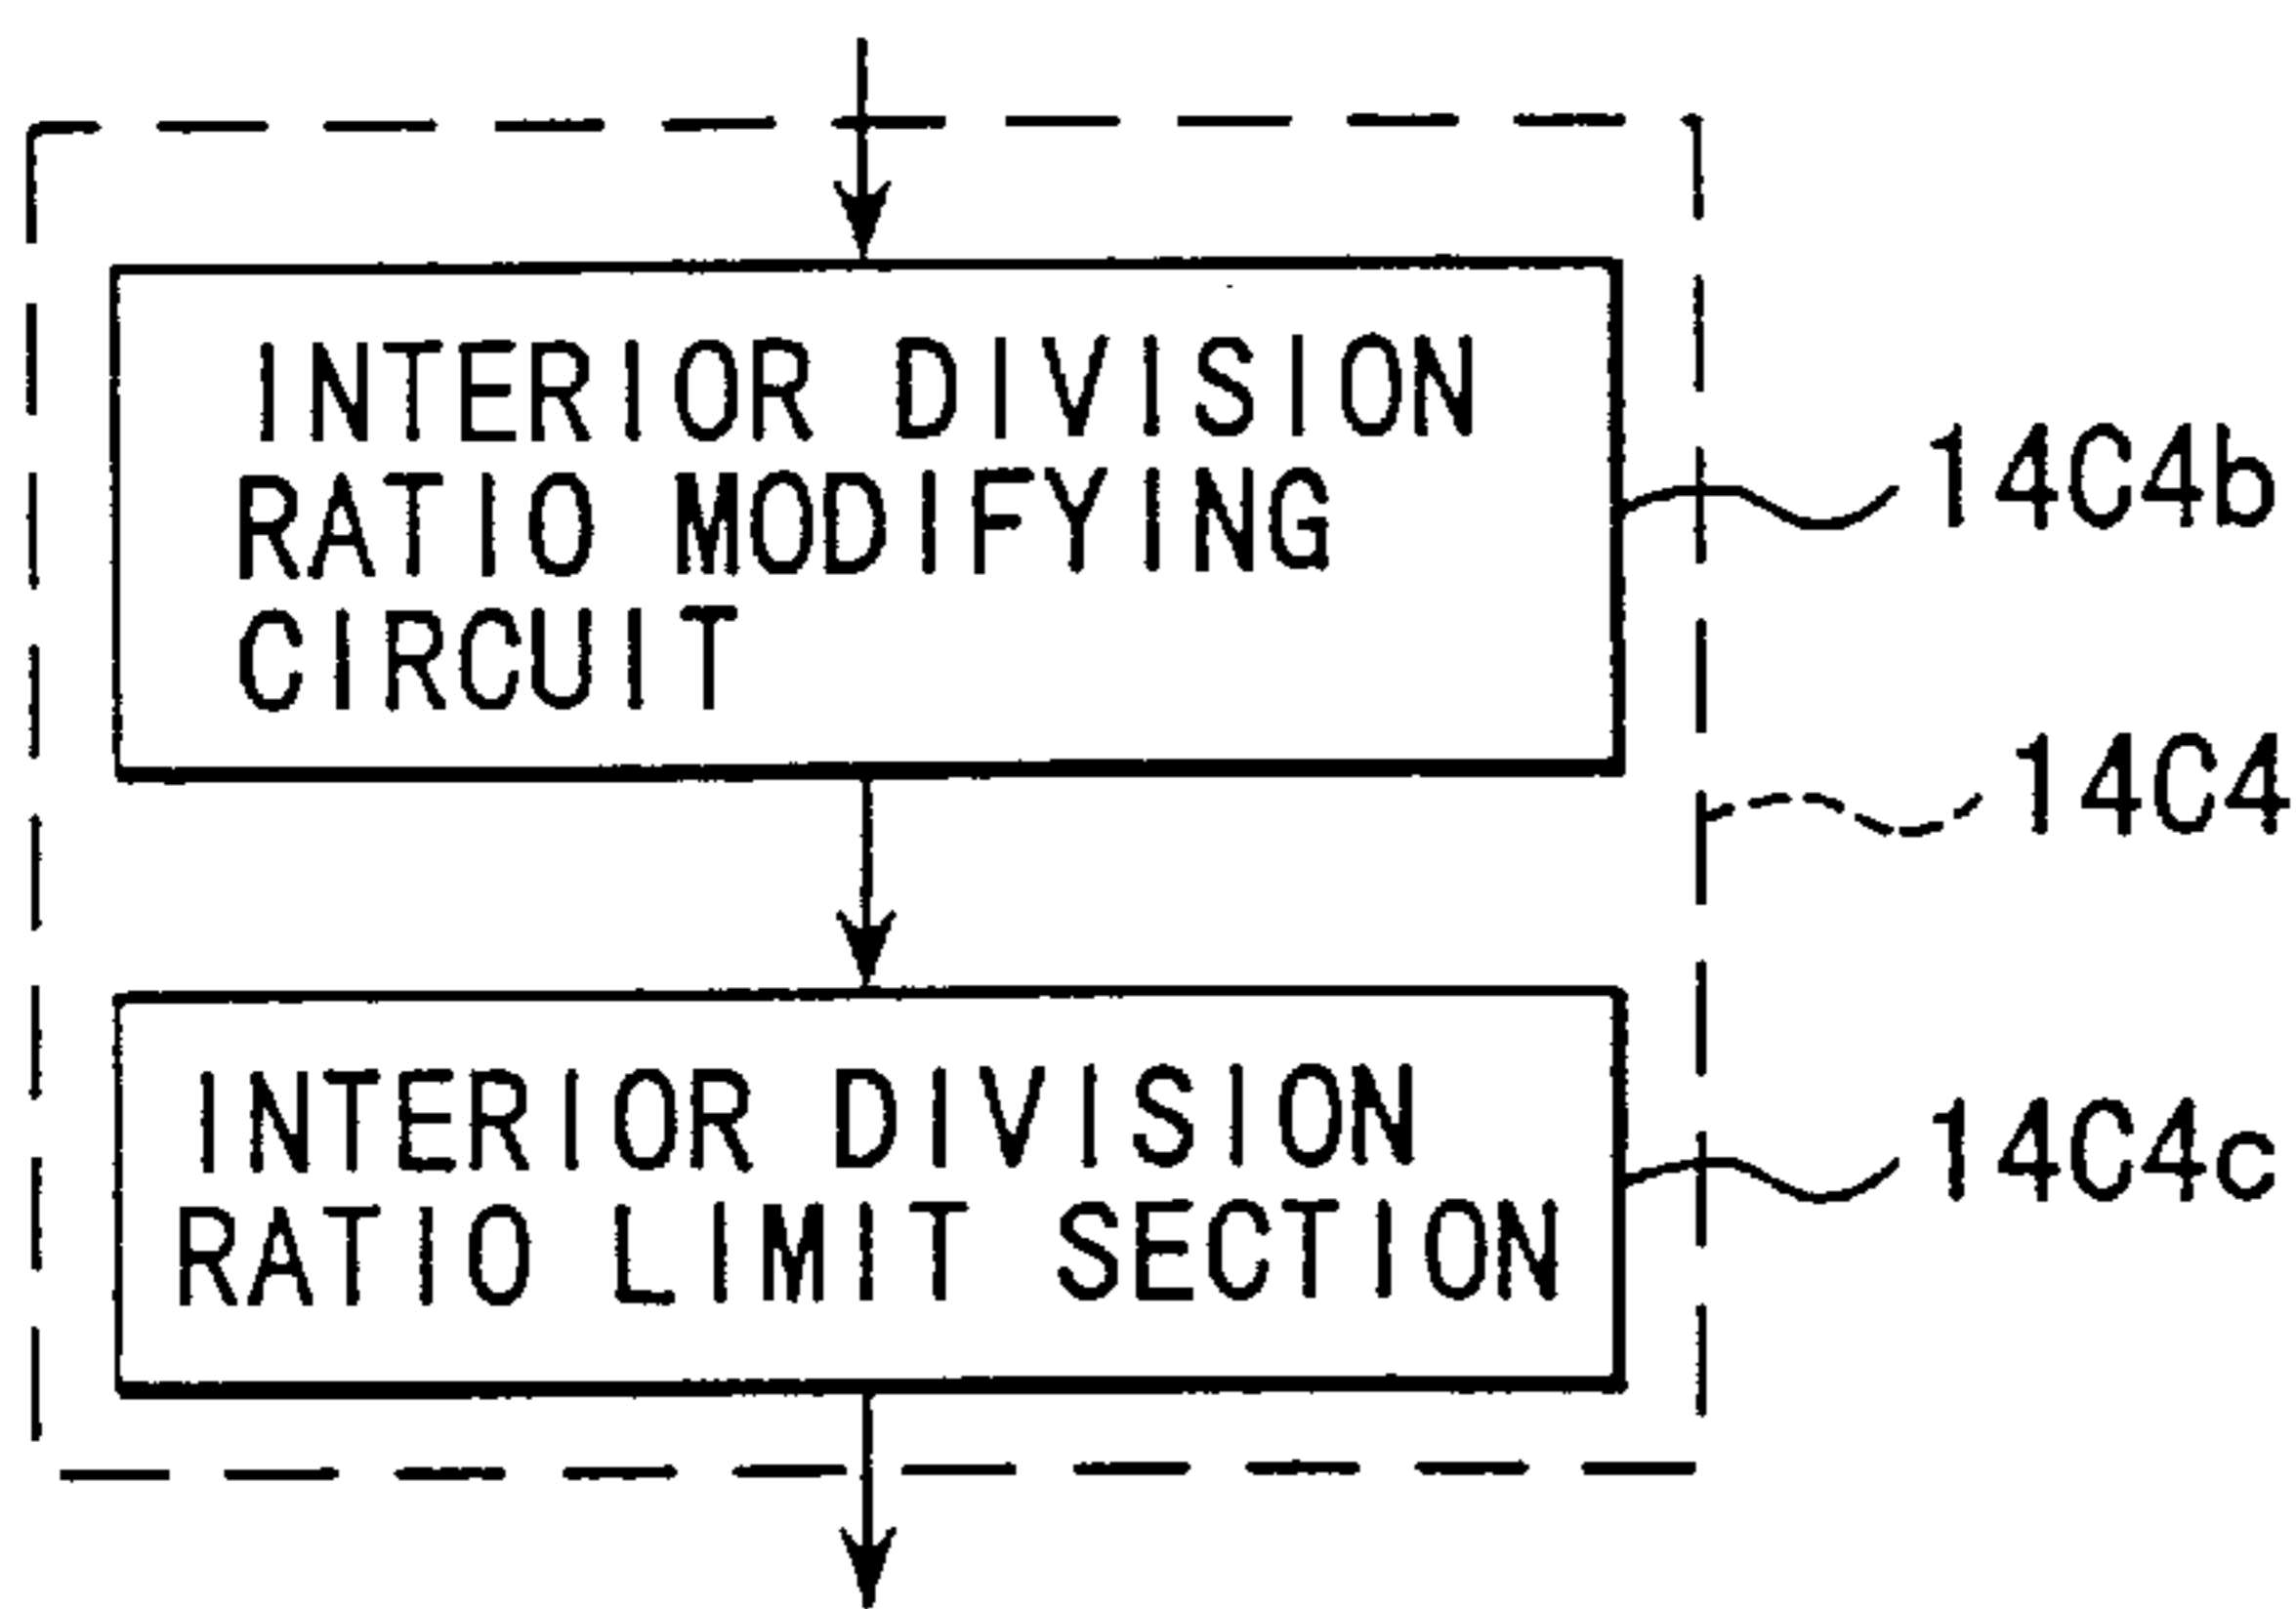 INTERIOR DIVISION
RATIO MODIFYING
CIRCUIT
14C4b
14C4
INTERIOR DIVISION
RATIO LIMIT SECTION
14C4c